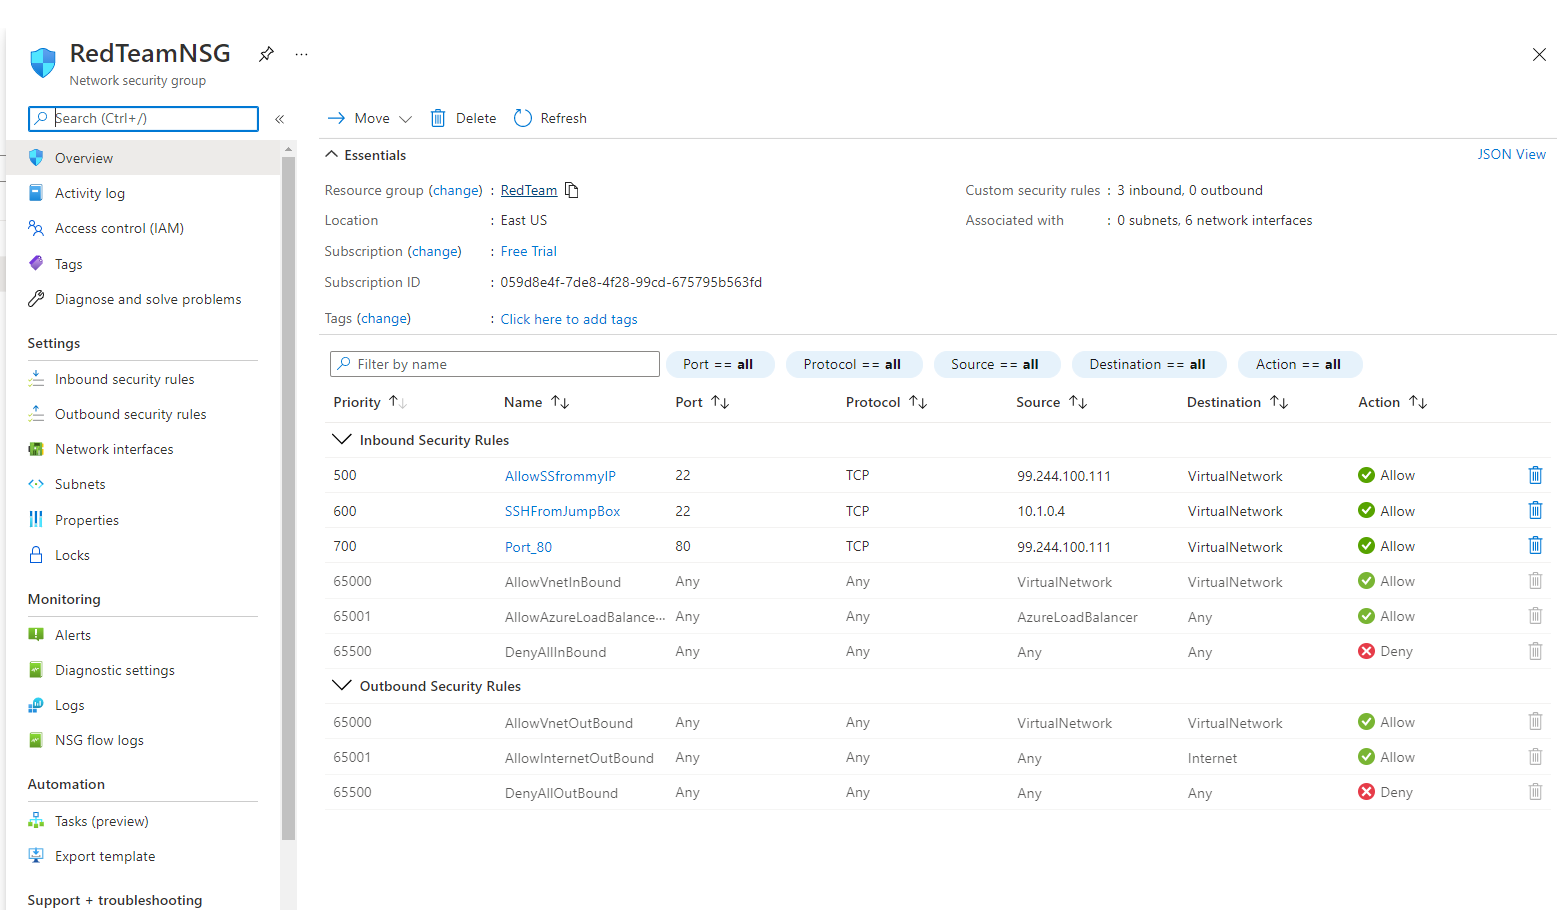 RedTeamNSG
Network security group
Search (Ctrl+/)
Overview
Activity log
Access control (IAM)
Tags
Diagnose and solve problems
Settings
Inbound security rules
Outbound security rules
Network interfaces
Subnets
Properties
Locks
Monitoring
Alerts
Diagnostic settings
Logs
NSG flow logs
Automation
Tasks (preview)
Export template
Support + troubleshooting
Move Delete Refresh
Essentials JSON View
Resource group (change) : RedTeam
Location : East US
Subscription (change) : Free Trial
Subscription ID : 059d8e4f-7de8-4f28-99cd-675795b563fd
Tags (change) : Click here to add tags
Custom security rules : 3 inbound, 0 outbound
Associated with : 0 subnets, 6 network interfaces
Filter by name Port == all Protocol == all Source == all Destination == all Action == all
Priority Name Port Protocol Source Destination Action
Inbound Security Rules
500 AllowSSfrommyIP 22 TCP 99.244.100.111 VirtualNetwork Allow
600 SSHFromJumpBox 22 TCP 10.1.0.4 VirtualNetwork Allow
700 Port_80 80 TCP 99.244.100.111 VirtualNetwork Allow
65000 AllowVnetInBound Any Any VirtualNetwork VirtualNetwork Allow
65001 AllowAzureLoadBalance··· Any Any AzureLoadBalancer Any Allow
65500 DenyAllInBound Any Any Any Any Deny
Outbound Security Rules
65000 AllowVnetOutBound Any Any VirtualNetwork VirtualNetwork Allow
65001 AllowInternetOutBound Any Any Any Internet Allow
65500 DenyAllOutBound Any Any Any Any Deny